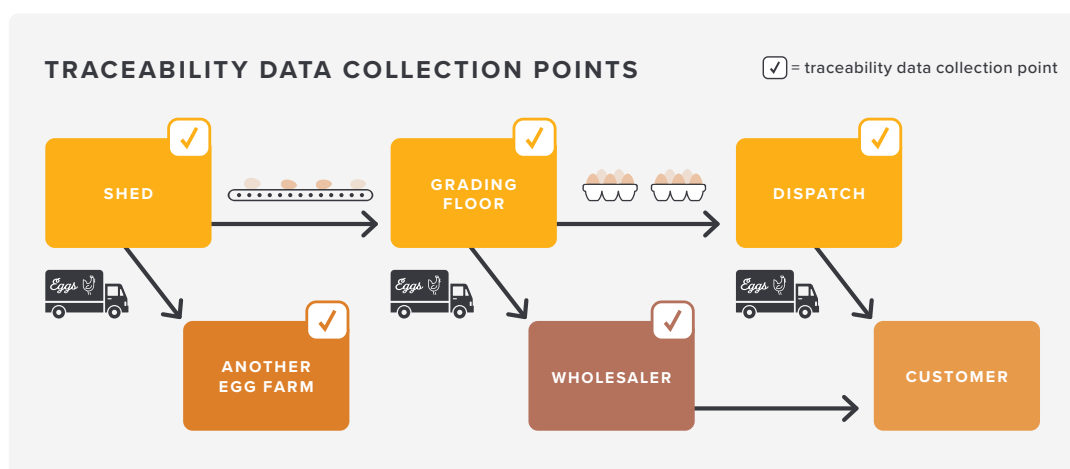 TRACEABILITY DATA COLLECTION POINTS
= traceability data collection point
SHED
GRADING
FLOOR
DISPATCH
Eggs
Eggs
Eggs
ANOTHER
EGG FARM
WHOLESALER
CUSTOMER